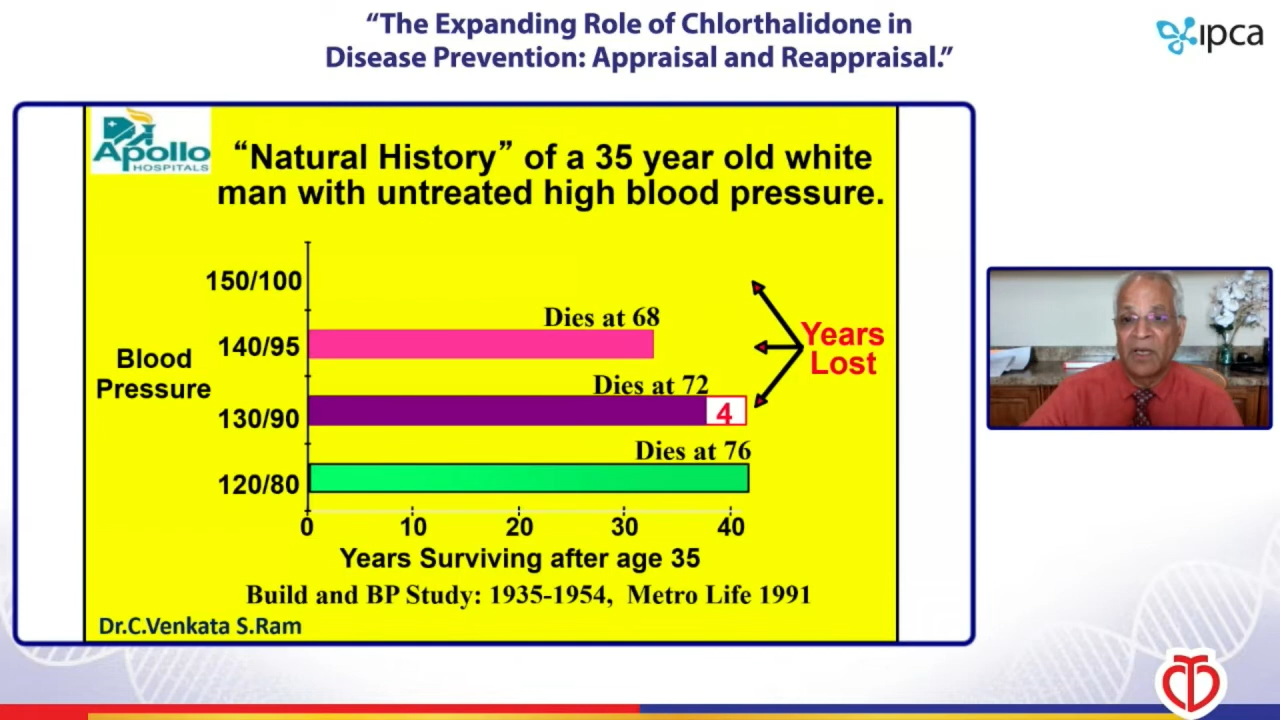 “The Expanding Role of Chlorthalidone in
Disease Prevention: Appraisal and Reappraisal.”
ipca
Apollo
HOSPITALS
“Natural History” of a 35 year old white
man with untreated high blood pressure.
150/100
Dies at 68
Years
Lost
Blood
Pressure
140/95
Dies at 72
130/90
4
Dies at 76
120/80
0 10 20 30 40
Years Surviving after age 35
Build and BP Study: 1935-1954, Metro Life 1991
Dr.C.Venkata S.Ram